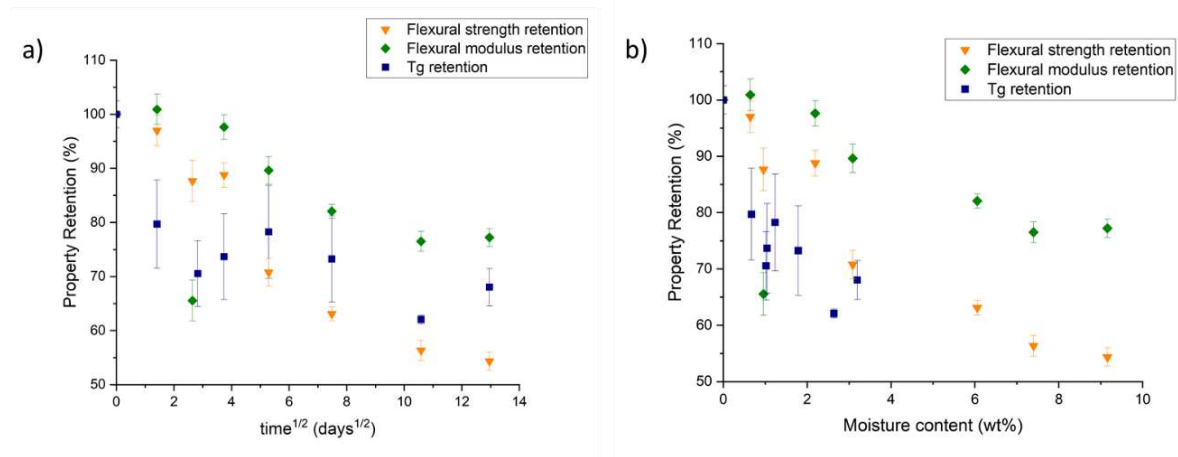 a)
Flexural strength retention
Flexural modulus retention
Tg retention
110
100
90
80
70
60
50
Property Retention (%)
0 2 4 6 8 10 12 14
time1/2 (days1/2)
b)
Flexural strength retention
Flexural modulus retention
Tg retention
110
100
90
80
70
60
50
Property Retention (%)
0 2 4 6 8 10
Moisture content (wt%)